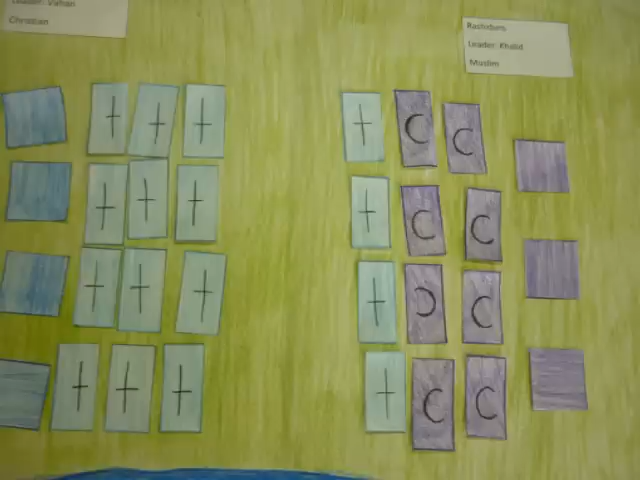 Leader: Vahan
Christian
Rashiduns
Leader: Khalid
Muslim
C C
C C
C C
C C